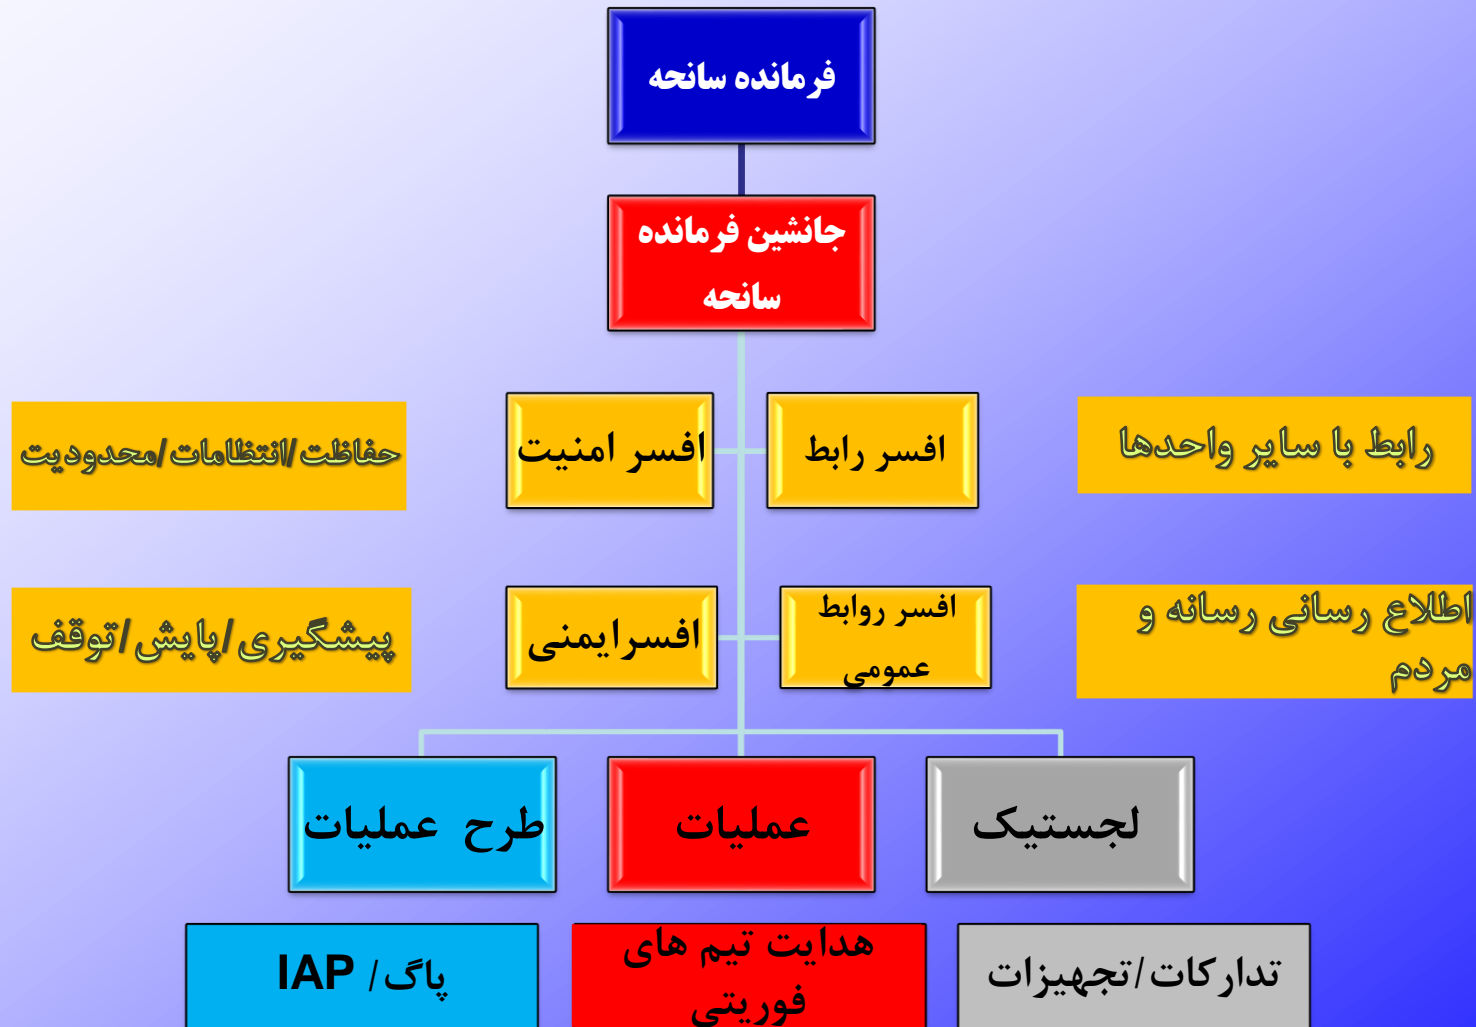 فرمانده سانحه
جانشین فرمانده
سانحه
رابط با سایر واحدها
افسر رابط
افسر امنیت
حفاظت/انتظامات/محدودیت
اطلاع رسانی رسانه و
مردم
افسر روابط
عمومی
افسرایمنی
پیشگیری/پایش/توقف
لجستیک
عملیات
طرح عملیات
تدارکات/تجهیزات
هدایت تیم های
فوریتی
پاگ/ IAP